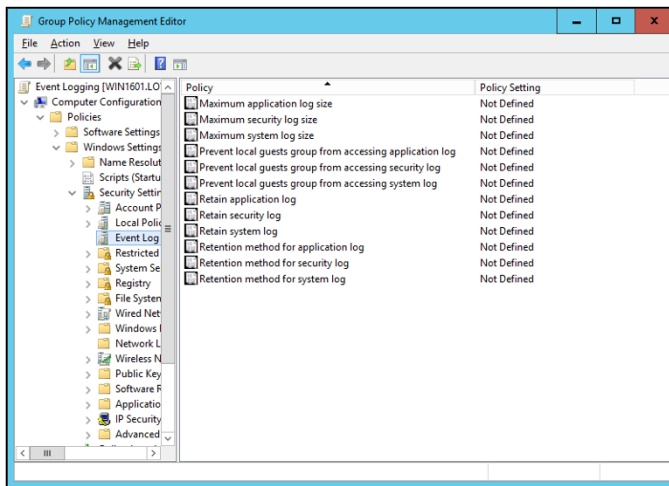 Group Policy Management Editor
File Action View Help
Event Logging [WIN1601.LO
Computer Configuration
Policies
Software Settings
Windows Settings
Name Resolut
Scripts (Startu
Security Settin
Account P
Local Polic
Event Log
Restricted
System Se
Registry
File System
Wired Net
Windows
Network L
Wireless N
Public Key
Software R
Applicatio
IP Security
Advanced
Policy Policy Setting
Maximum application log size Not Defined
Maximum security log size Not Defined
Maximum system log size Not Defined
Prevent local guests group from accessing application log Not Defined
Prevent local guests group from accessing security log Not Defined
Prevent local guests group from accessing system log Not Defined
Retain application log Not Defined
Retain security log Not Defined
Retain system log Not Defined
Retention method for application log Not Defined
Retention method for security log Not Defined
Retention method for system log Not Defined